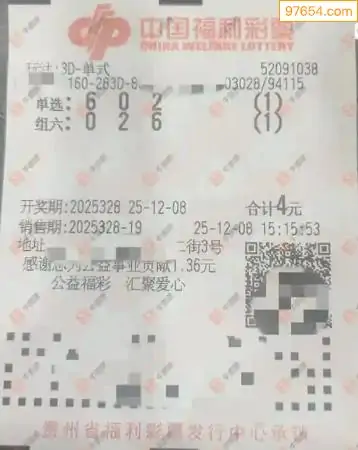 97654.com
中国福利彩票
CHINA WELFARE LOTTERY
玩法:3D-单式 52091038
160-263D-8 03028/94115
单选: 6 0 2 (1)
组六: 0 2 6 (1)
开奖期:2025328 25-12-08 合计4元
销售期:2025328-19 25-12-08 15:15:53
地址 二街3号
感谢您为公益事业贡献1.36元
公益福彩 汇聚爱心
贵州省福利彩票发行中心承销